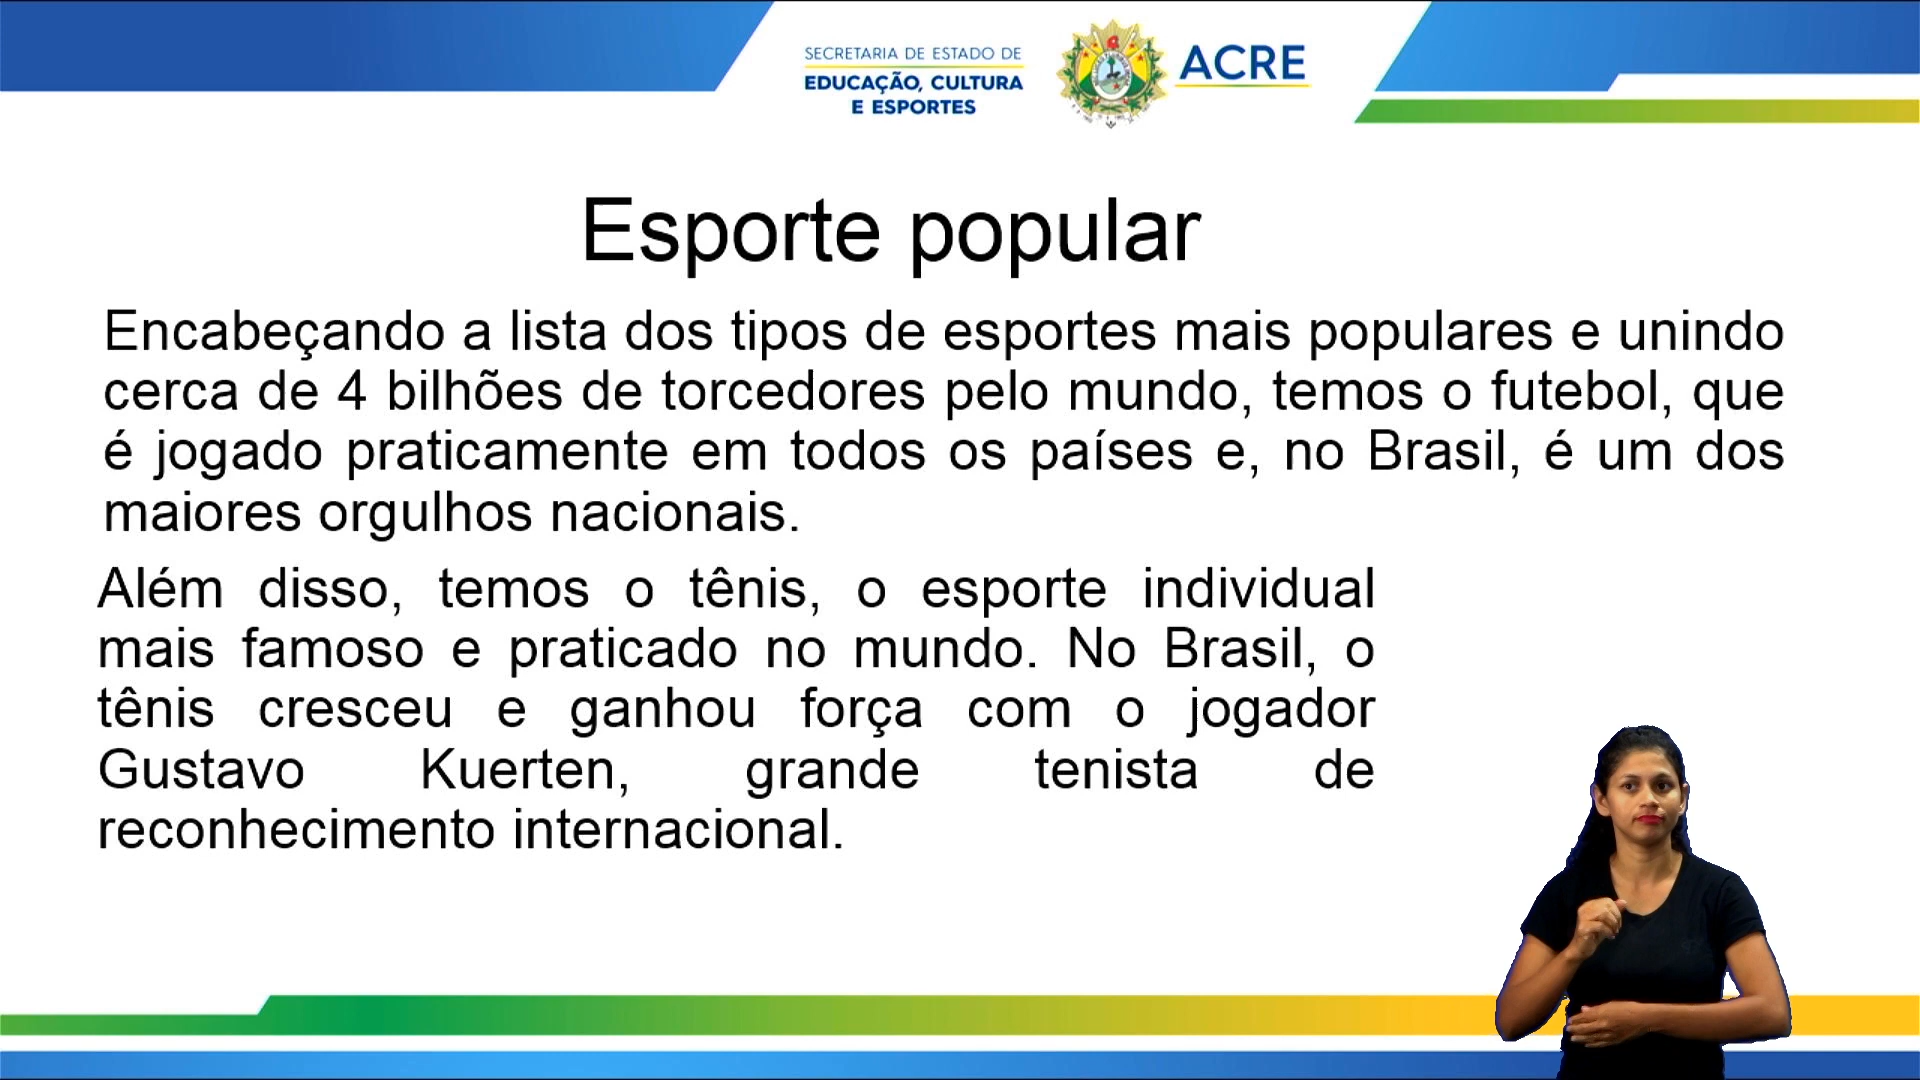 SECRETARIA DE ESTADO DE
EDUCAÇÃO, CULTURA
E ESPORTES
ACRE
Esporte popular
Encabeçando a lista dos tipos de esportes mais populares e unindo
cerca de 4 bilhões de torcedores pelo mundo, temos o futebol, que
é jogado praticamente em todos os países e, no Brasil, é um dos
maiores orgulhos nacionais.
Além disso, temos o tênis, o esporte individual
mais famoso e praticado no mundo. No Brasil, o
tênis cresceu e ganhou força com o jogador
Gustavo Kuerten, grande tenista de
reconhecimento internacional.